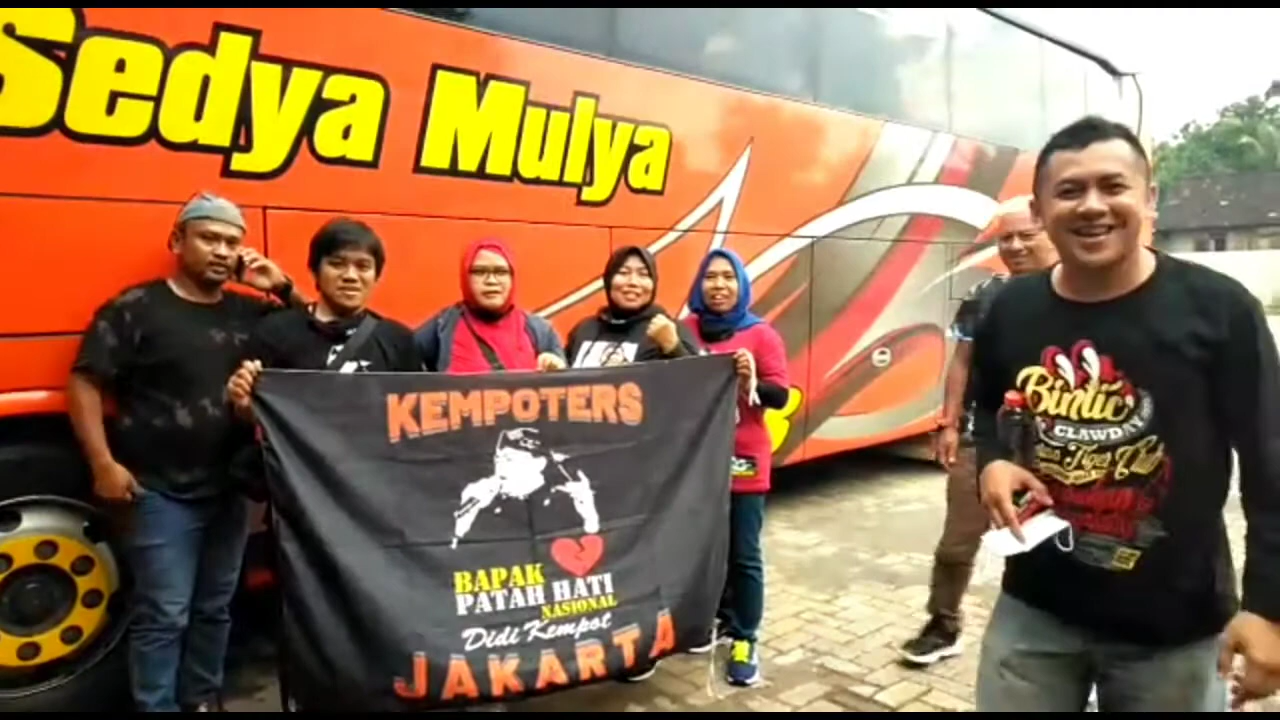 Sedya Mulya
KEMPOTERS
BAPAK
PATAH HATI
NASIONAL
Didi Kempot
JAKARTA
Bintic
CLAWDAY